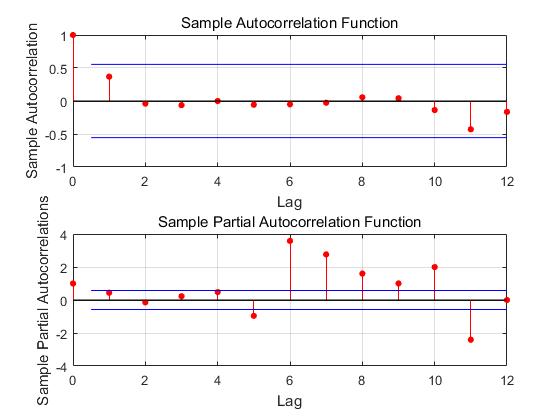 Sample Autocorrelation Function
Sample Autocorrelation
1
0.5
0
-0.5
-1
0 2 4 6 8 10 12
Lag
Sample Partial Autocorrelation Function
Sample Partial Autocorrelations
4
2
0
-2
-4
0 2 4 6 8 10 12
Lag